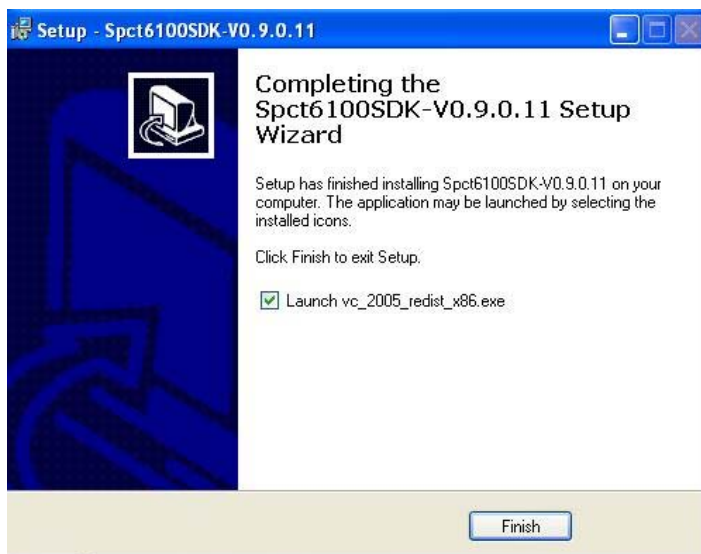 Setup - Spct6100SDK-V0.9.0.11
Completing the
Spct6100SDK-V0.9.0.11 Setup
Wizard
Setup has finished installing Spct6100SDK-V0.9.0.11 on your
computer. The application may be launched by selecting the
installed icons.
Click Finish to exit Setup.
Launch vc_2005_redist_x86.exe
Finish